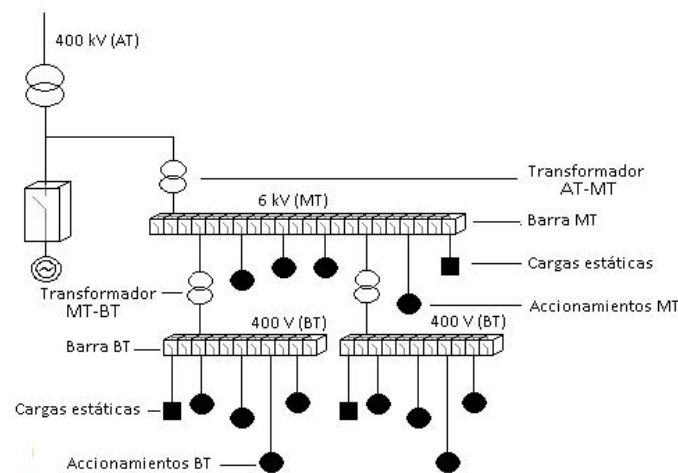 400 kV (AT)
Transformador
AT-MT
6 kV (MT)
Barra MT
Cargas estáticas
Transformador
MT-BT
Accionamientos MT
400 V (BT)
400 V (BT)
Barra BT
Cargas estáticas
Accionamientos BT